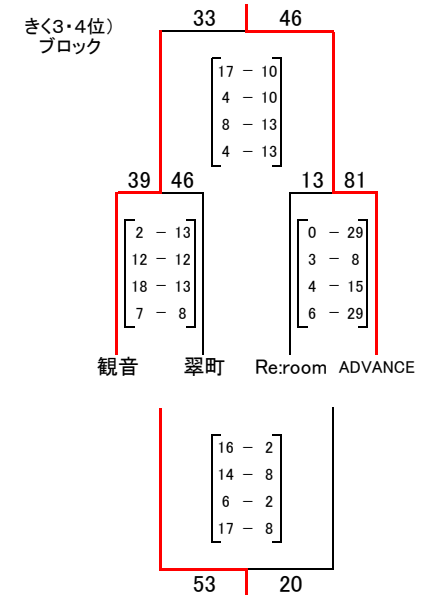 33 46
きく3・4位）
ブロック
17 － 10
4 － 10
8 － 13
4 － 13
39 46 13 81
2 － 13 0 － 29
12 － 12 3 － 8
18 － 13 4 － 15
7 － 8 6 － 29
観音 翠町 Re:room ADVANCE
16 － 2
14 － 8
6 － 2
17 － 8
53 20